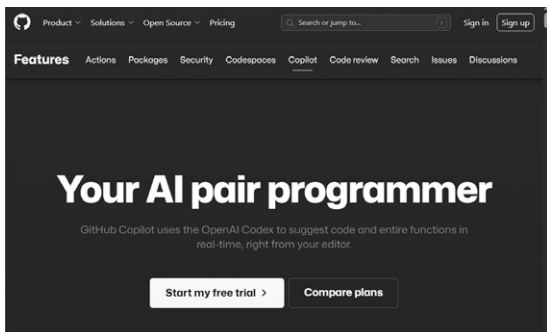 Product Solutions Open Source Pricing Search or jump to... / Sign in Sign up
Features Actions Packages Security Codespaces Copilot Code review Search Issues Discussions
Your AI pair programmer
GitHub Copilot uses the OpenAI Codex to suggest code and entire functions in
real-time, right from your editor.
Start my free trial > Compare plans